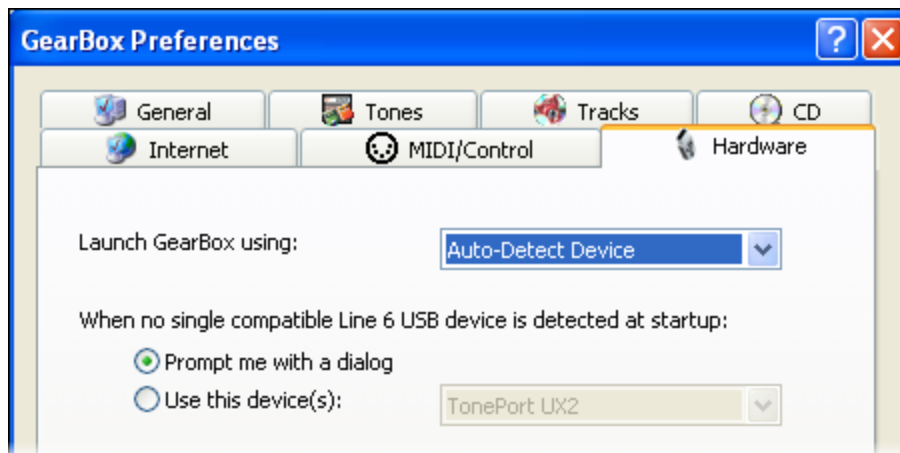 GearBox Preferences
General Tones Tracks CD
Internet MIDI/Control Hardware
Launch GearBox using: Auto-Detect Device
When no single compatible Line 6 USB device is detected at startup:
Prompt me with a dialog
Use this device(s): TonePort UX2